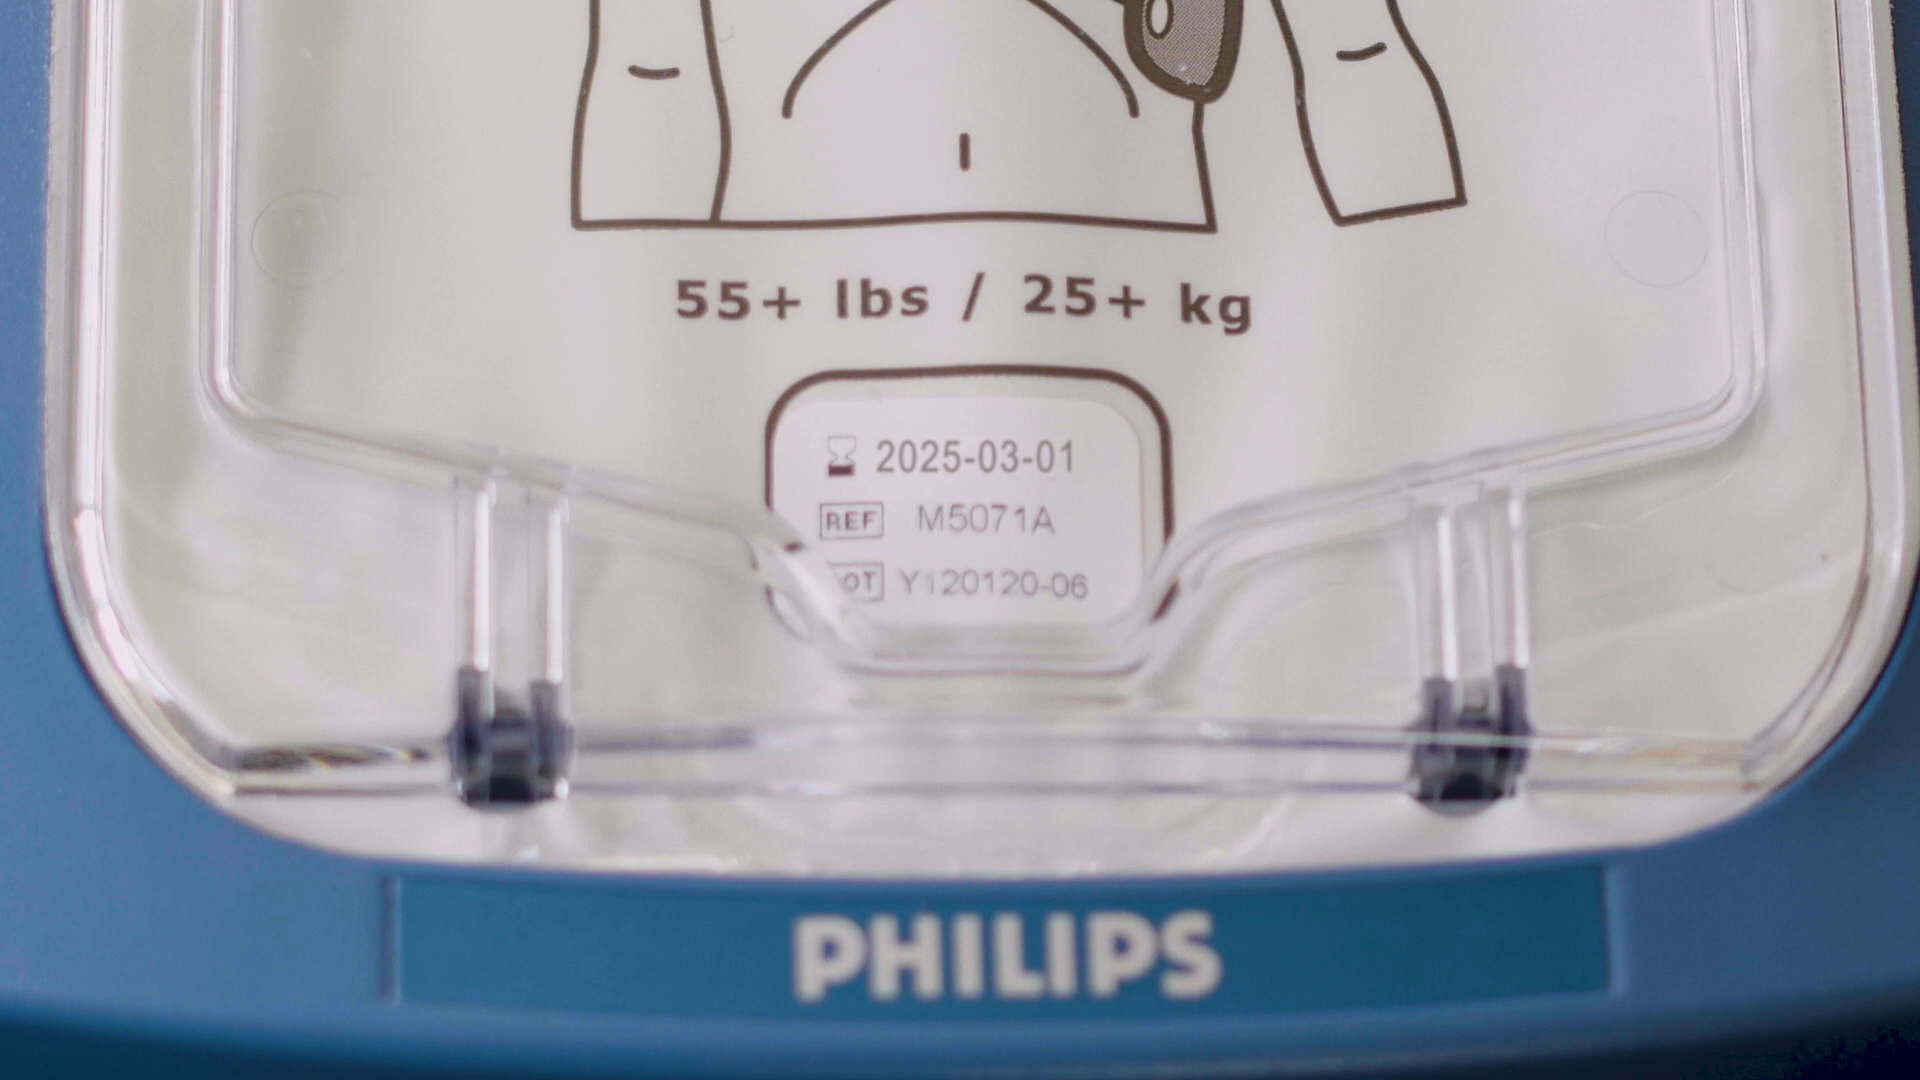 55+ lbs / 25+ kg
2025-03-01
REF M5071A
Y120120-06
PHILIPS